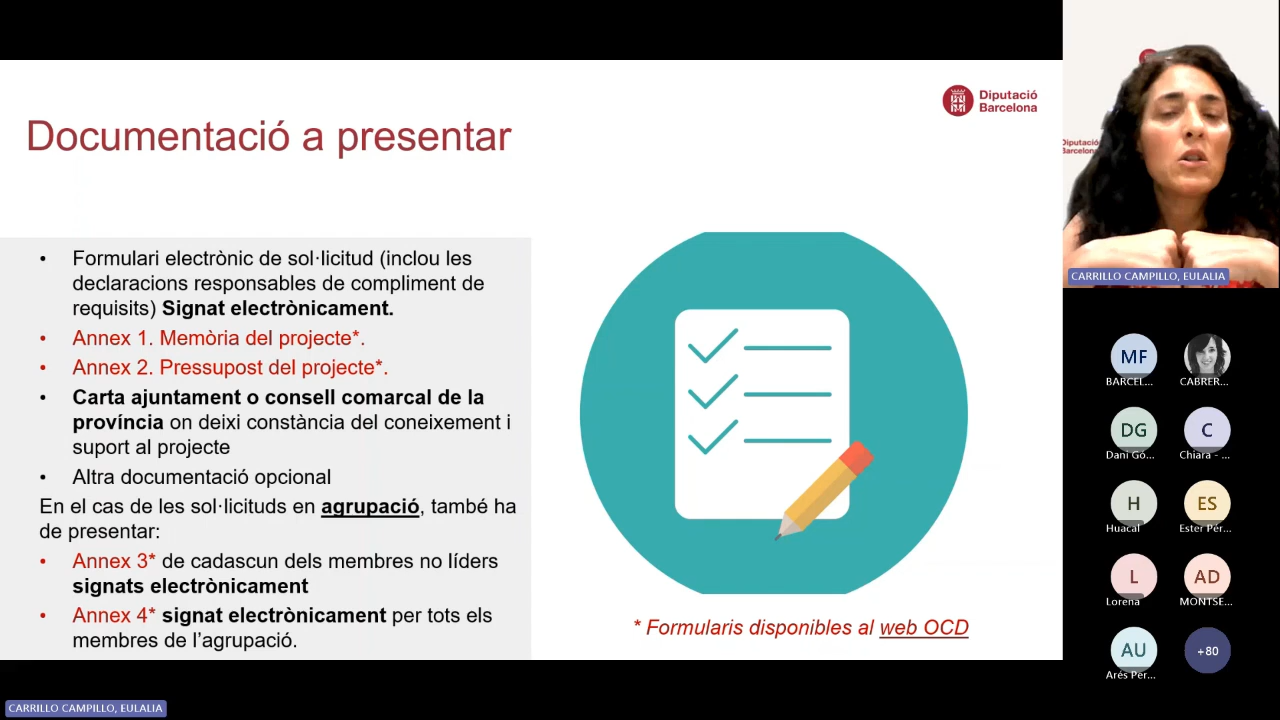 Diputació
Barcelona
Documentació a presentar
• Formulari electrònic de sol·licitud (inclou les
declaracions responsables de compliment de
requisits) Signat electrònicament.
• Annex 1. Memòria del projecte*.
• Annex 2. Pressupost del projecte*.
• Carta ajuntament o consell comarcal de la
província on deixi constància del coneixement i
suport al projecte
• Altra documentació opcional
En el cas de les sol·licituds en agrupació, també ha
de presentar:
• Annex 3* de cadascun dels membres no líders
signats electrònicament
• Annex 4* signat electrònicament per tots els
membres de l’agrupació.
* Formularis disponibles al web OCD
Diputació
Barcelona
CARRILLO CAMPILLO, EULALIA
MF
BARCEL...
CABRER...
DG
Dani Gó...
C
Chiara - ...
H
Huacal
ES
Ester Pér...
L
Lorena
AD
MONTSE...
AU
Arés Per...
+80
CARRILLO CAMPILLO, EULALIA